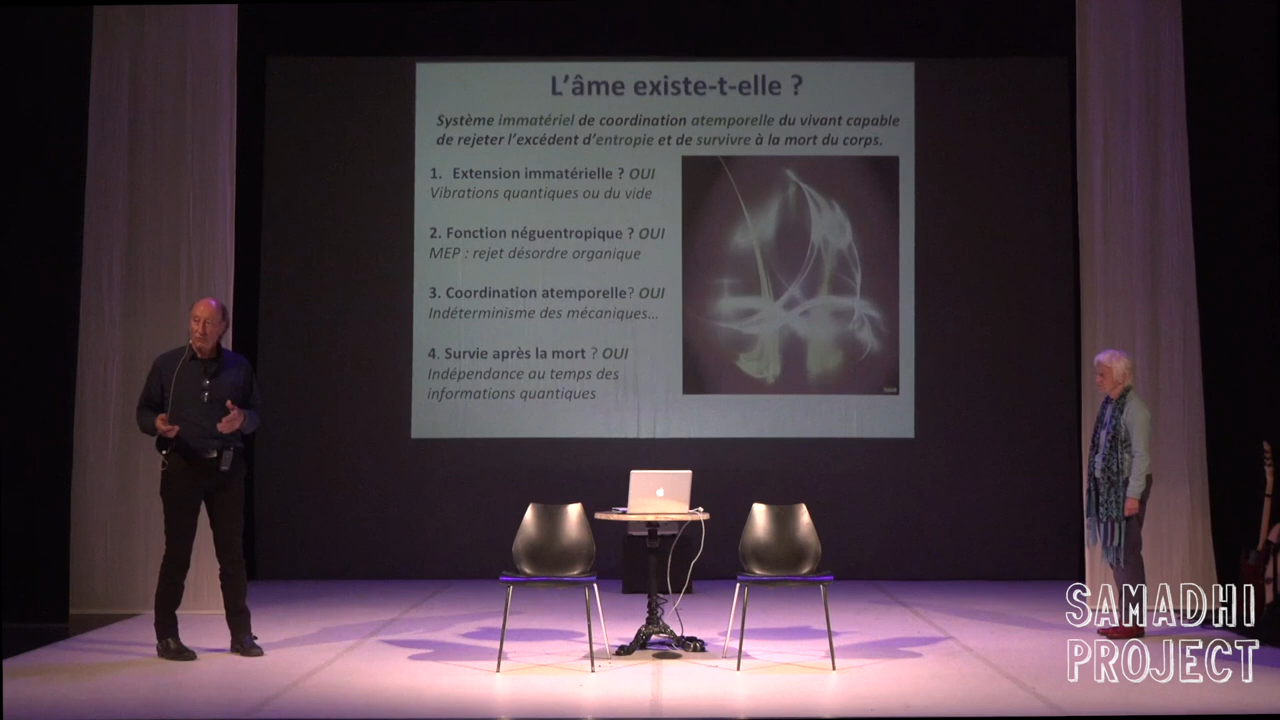 L'âme existe-t-elle ?
Système immatériel de coordination atemporelle du vivant capable
de rejeter l'excédent d'entropie et de survivre à la mort du corps.
1. Extension immatérielle ? OUI
Vibrations quantiques ou du vide
2. Fonction néguentropique ? OUI
MEP : rejet désordre organique
3. Coordination atemporelle? OUI
Indéterminisme des mécaniques...
4. Survie après la mort ? OUI
Indépendance au temps des
informations quantiques
SAMADHI
PROJECT